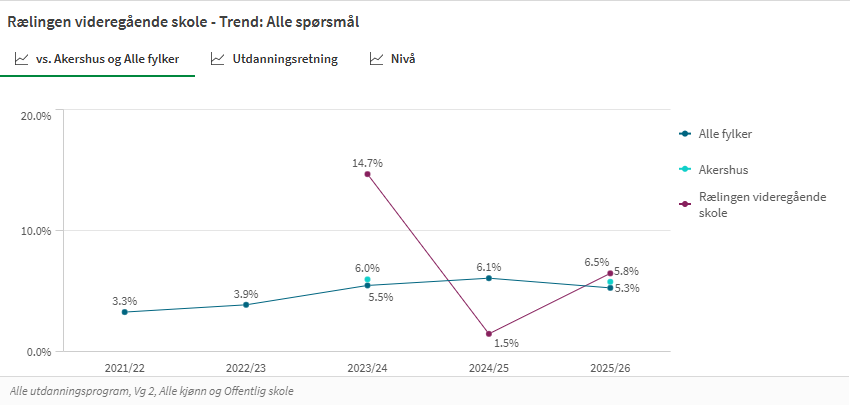 Rælingen videregående skole - Trend: Alle spørsmål
vs. Akershus og Alle fylker
Utdanningsretning
Nivå
20.0%
10.0%
0.0%
14.7%
6.0%
5.5%
3.3%
3.9%
6.1%
1.5%
6.5%
5.8%
5.3%
2021/22
2022/23
2023/24
2024/25
2025/26
Alle fylker
Akershus
Rælingen videregående
skole
Alle utdanningsprogram, Vg 2, Alle kjønn og Offentlig skole